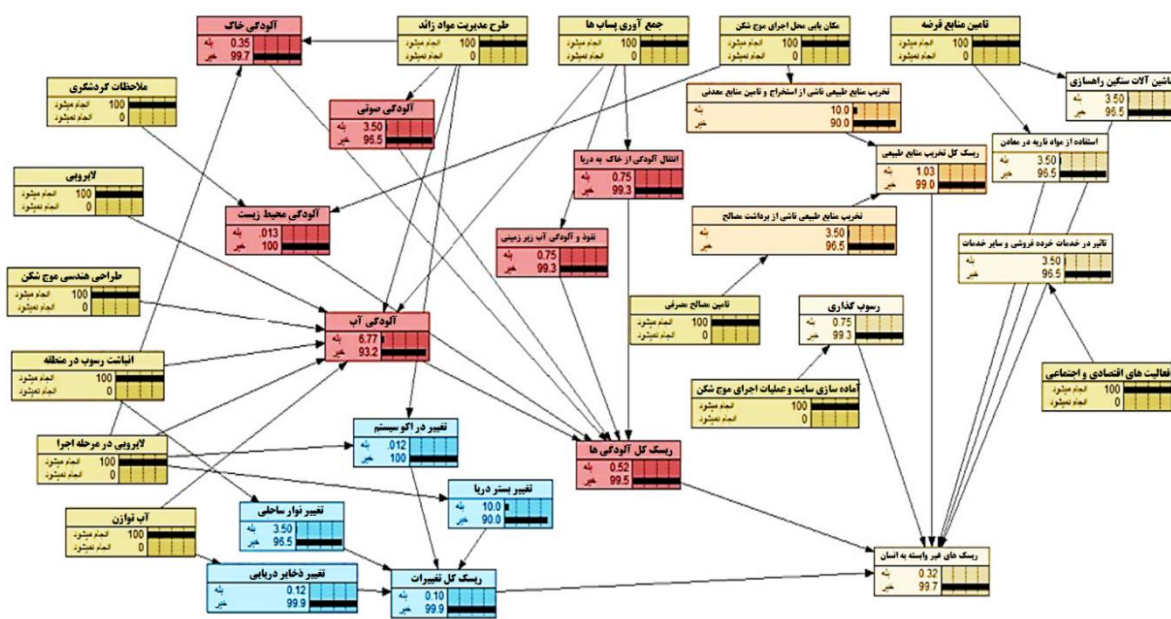 آلودگی خاک
بله 0.35
خیر 99.7
طرح مدیریت مواد زائد
انجام میشود 100
انجام نمیشود 0
جمع آوری پساب ها
انجام میشود 100
انجام نمیشود 0
مکان یابی محل اجرای موج شکن
انجام میشود 100
انجام نمیشود 0
تامین منابع قرضه
انجام میشود 100
انجام نمیشود 0
ماشین آلات سنگین راهسازی
بله 3.50
خیر 96.5
ملاحظات گردشگری
انجام میشود 100
انجام نمیشود 0
آلودگی صوتی
بله 3.50
خیر 96.5
تخریب منابع طبیعی ناشی از استخراج و تامین منابع معدنی
بله 10.0
خیر 90.0
استفاده از مواد ناریه در معادن
بله 3.50
خیر 96.5
انتقال آلودگی از خاک به دریا
بله 0.75
خیر 99.3
ریسک کل تخریب منابع طبیعی
بله 1.03
خیر 99.0
لایروبی
انجام میشود 100
انجام نمیشود 0
آلودگی محیط زیست
بله .013
خیر 100
نفوذ و آلودگی آب زیر زمینی
بله 0.75
خیر 99.3
تخریب منابع طبیعی ناشی از برداشت مصالح
بله 3.50
خیر 96.5
تاثیر در خدمات خرده فروشی و سایر خدمات
بله 3.50
خیر 96.5
طراحی هندسی موج شکن
انجام میشود 100
انجام نمیشود 0
آلودگی آب
بله 6.77
خیر 93.2
تامین مصالح مصرفی
انجام میشود 100
انجام نمیشود 0
رسوب گذاری
بله 0.75
خیر 99.3
انباشت رسوب در منطقه
انجام میشود 100
انجام نمیشود 0
آماده سازی سایت و عملیات اجرای موج شکن
انجام میشود 100
انجام نمیشود 0
فعالیت های اقتصادی و اجتماعی
انجام میشود 100
انجام نمیشود 0
لایروبی در مرحله اجرا
انجام میشود 100
انجام نمیشود 0
تغییر در اکو سیستم
بله .012
خیر 100
ریسک کل آلودگی ها
بله 0.52
خیر 99.5
تغییر بستر دریا
بله 10.0
خیر 90.0
تغییر نوار ساحلی
بله 3.50
خیر 96.5
آب توازن
انجام میشود 100
انجام نمیشود 0
تغییر ذخایر دریایی
بله 0.12
خیر 99.9
ریسک کل تغییرات
بله 0.10
خیر 99.9
ریسک های غیر وابسته به انسان
بله 0.32
خیر 99.7